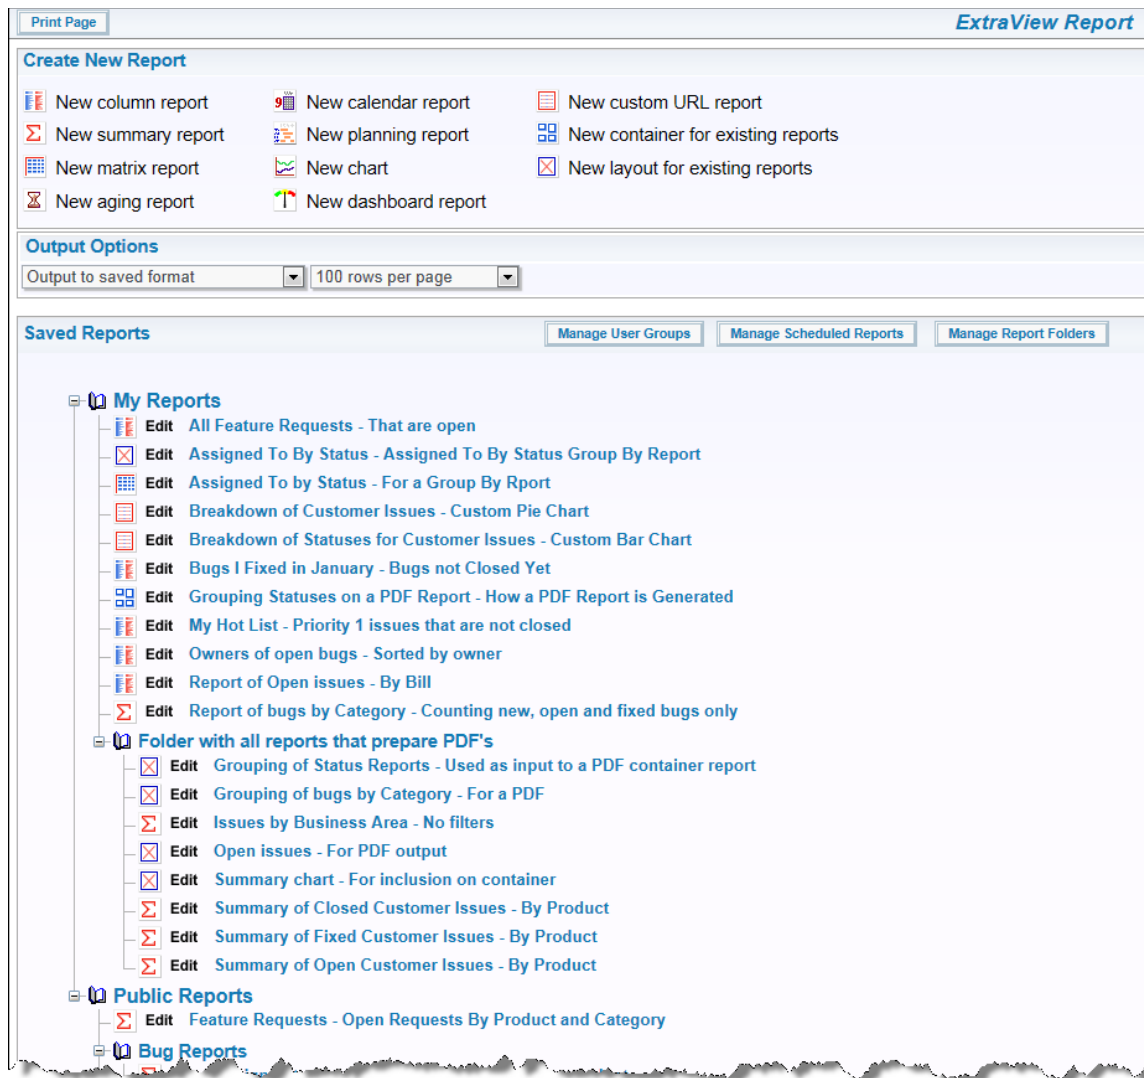 Print Page ExtraView Report
Create New Report
New column report New calendar report New custom URL report
New summary report New planning report New container for existing reports
New matrix report New chart New layout for existing reports
New aging report New dashboard report
Output Options
Output to saved format 100 rows per page
Saved Reports Manage User Groups Manage Scheduled Reports Manage Report Folders
My Reports
Edit All Feature Requests - That are open
Edit Assigned To By Status - Assigned To By Status Group By Report
Edit Assigned To by Status - For a Group By Rport
Edit Breakdown of Customer Issues - Custom Pie Chart
Edit Breakdown of Statuses for Customer Issues - Custom Bar Chart
Edit Bugs I Fixed in January - Bugs not Closed Yet
Edit Grouping Statuses on a PDF Report - How a PDF Report is Generated
Edit My Hot List - Priority 1 issues that are not closed
Edit Owners of open bugs - Sorted by owner
Edit Report of Open issues - By Bill
Edit Report of bugs by Category - Counting new, open and fixed bugs only
Folder with all reports that prepare PDF's
Edit Grouping of Status Reports - Used as input to a PDF container report
Edit Grouping of bugs by Category - For a PDF
Edit Issues by Business Area - No filters
Edit Open issues - For PDF output
Edit Summary chart - For inclusion on container
Edit Summary of Closed Customer Issues - By Product
Edit Summary of Fixed Customer Issues - By Product
Edit Summary of Open Customer Issues - By Product
Public Reports
Edit Feature Requests - Open Requests By Product and Category
Bug Reports